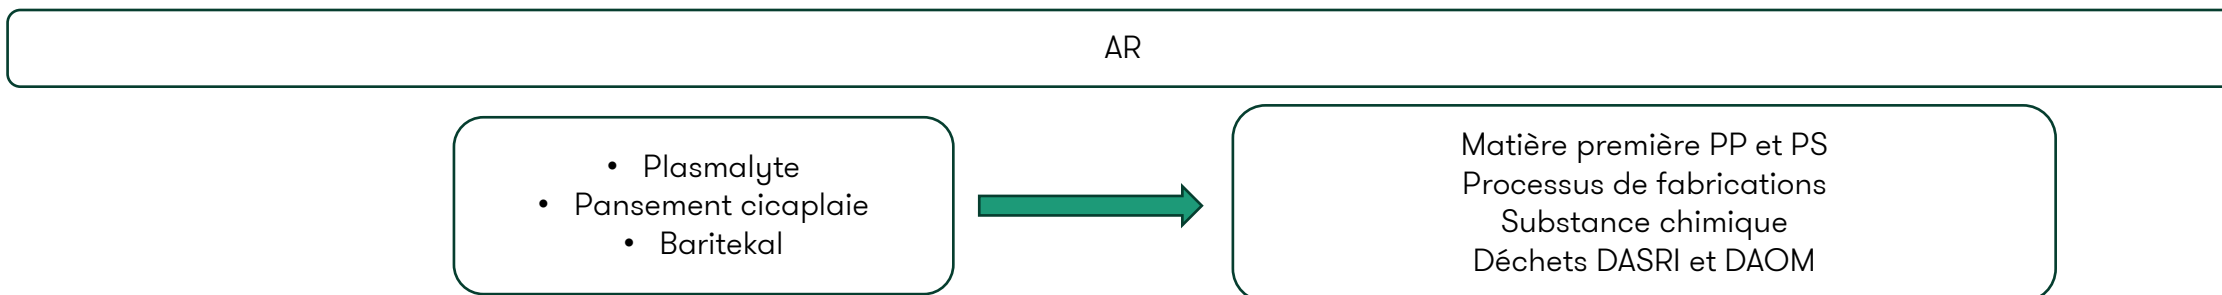 AR
• Plasmalyte
• Pansement cicaplaie
• Baritekal
Matière première PP et PS
Processus de fabrications
Substance chimique
Déchets DASRI et DAOM